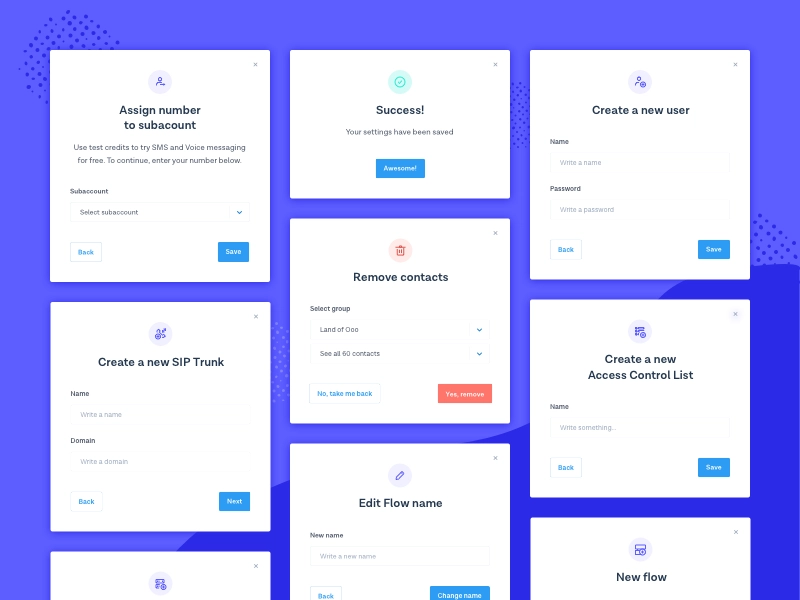 Assign number
to subacount
Use test credits to try SMS and Voice messaging
for free. To continue, enter your number below.
Subaccount
Select subaccount
Back
Save
Create a new SIP Trunk
Name
Write a name
Domain
Write a domain
Back
Next
Success!
Your settings have been saved
Awesome!
Remove contacts
Select group
Land of Ooo
See all 60 contacts
No, take me back
Yes, remove
Edit Flow name
New name
Write a new name
Back
Change name
Create a new user
Name
Write a name
Password
Write a password
Back
Save
Create a new
Access Control List
Name
Write something...
Back
Save
New flow